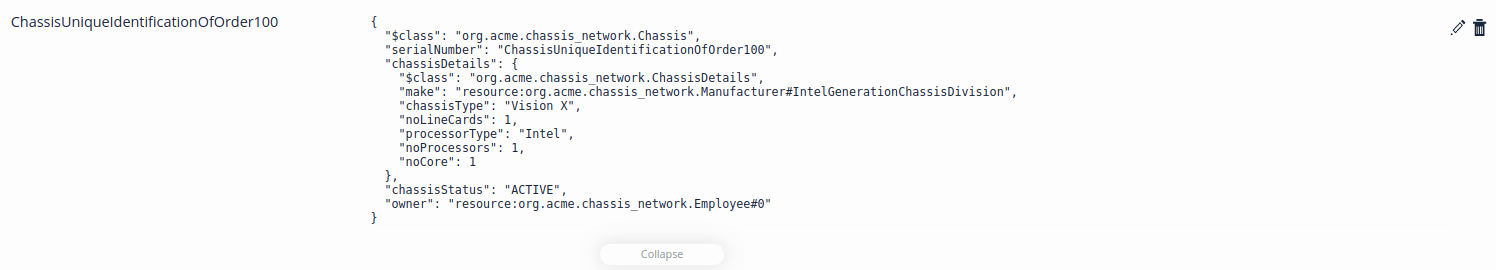 ChassisUniqueIdentificationOfOrder100
{
  "$class": "org.acme.chassis_network.Chassis",
  "serialNumber": "ChassisUniqueIdentificationOfOrder100",
  "chassisDetails": {
    "$class": "org.acme.chassis_network.ChassisDetails",
    "make": "resource:org.acme.chassis_network.Manufacturer#IntelGenerationChassisDivision",
    "chassisType": "Vision X",
    "noLineCards": 1,
    "processorType": "Intel",
    "noProcessors": 1,
    "noCore": 1
  },
  "chassisStatus": "ACTIVE",
  "owner": "resource:org.acme.chassis_network.Employee#0"
}
Collapse